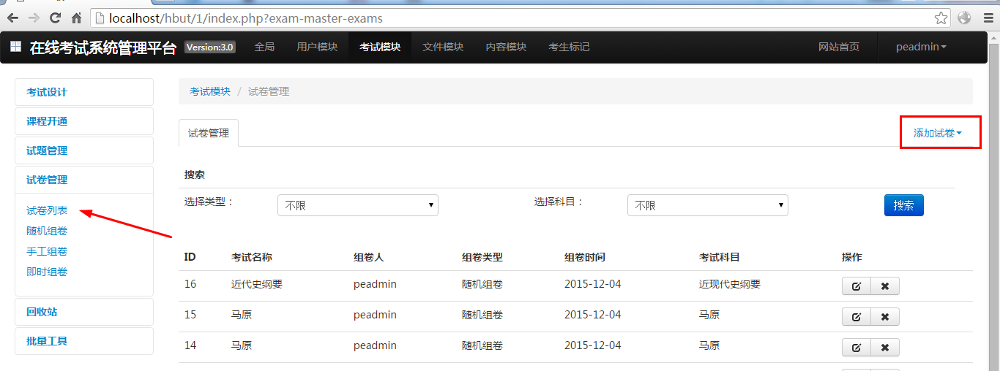 localhost/hbut/1/index.php?exam-master-exams
在线考试系统管理平台 Version:3.0 全局 用户模块 考试模块 文件模块 内容模块 考生标记 网站首页 peadmin
考试设计
课程开通
试题管理
试卷管理
试卷列表
随机组卷
手工组卷
即时组卷
回收站
批量工具
考试模块 / 试卷管理
试卷管理 添加试卷
搜索
选择类型： 不限 选择科目： 不限 搜索
ID 考试名称 组卷人 组卷类型 组卷时间 考试科目 操作
16 近代史纲要 peadmin 随机组卷 2015-12-04 近现代史纲要
15 马原 peadmin 随机组卷 2015-12-04 马原
14 马原 peadmin 随机组卷 2015-12-04 马原